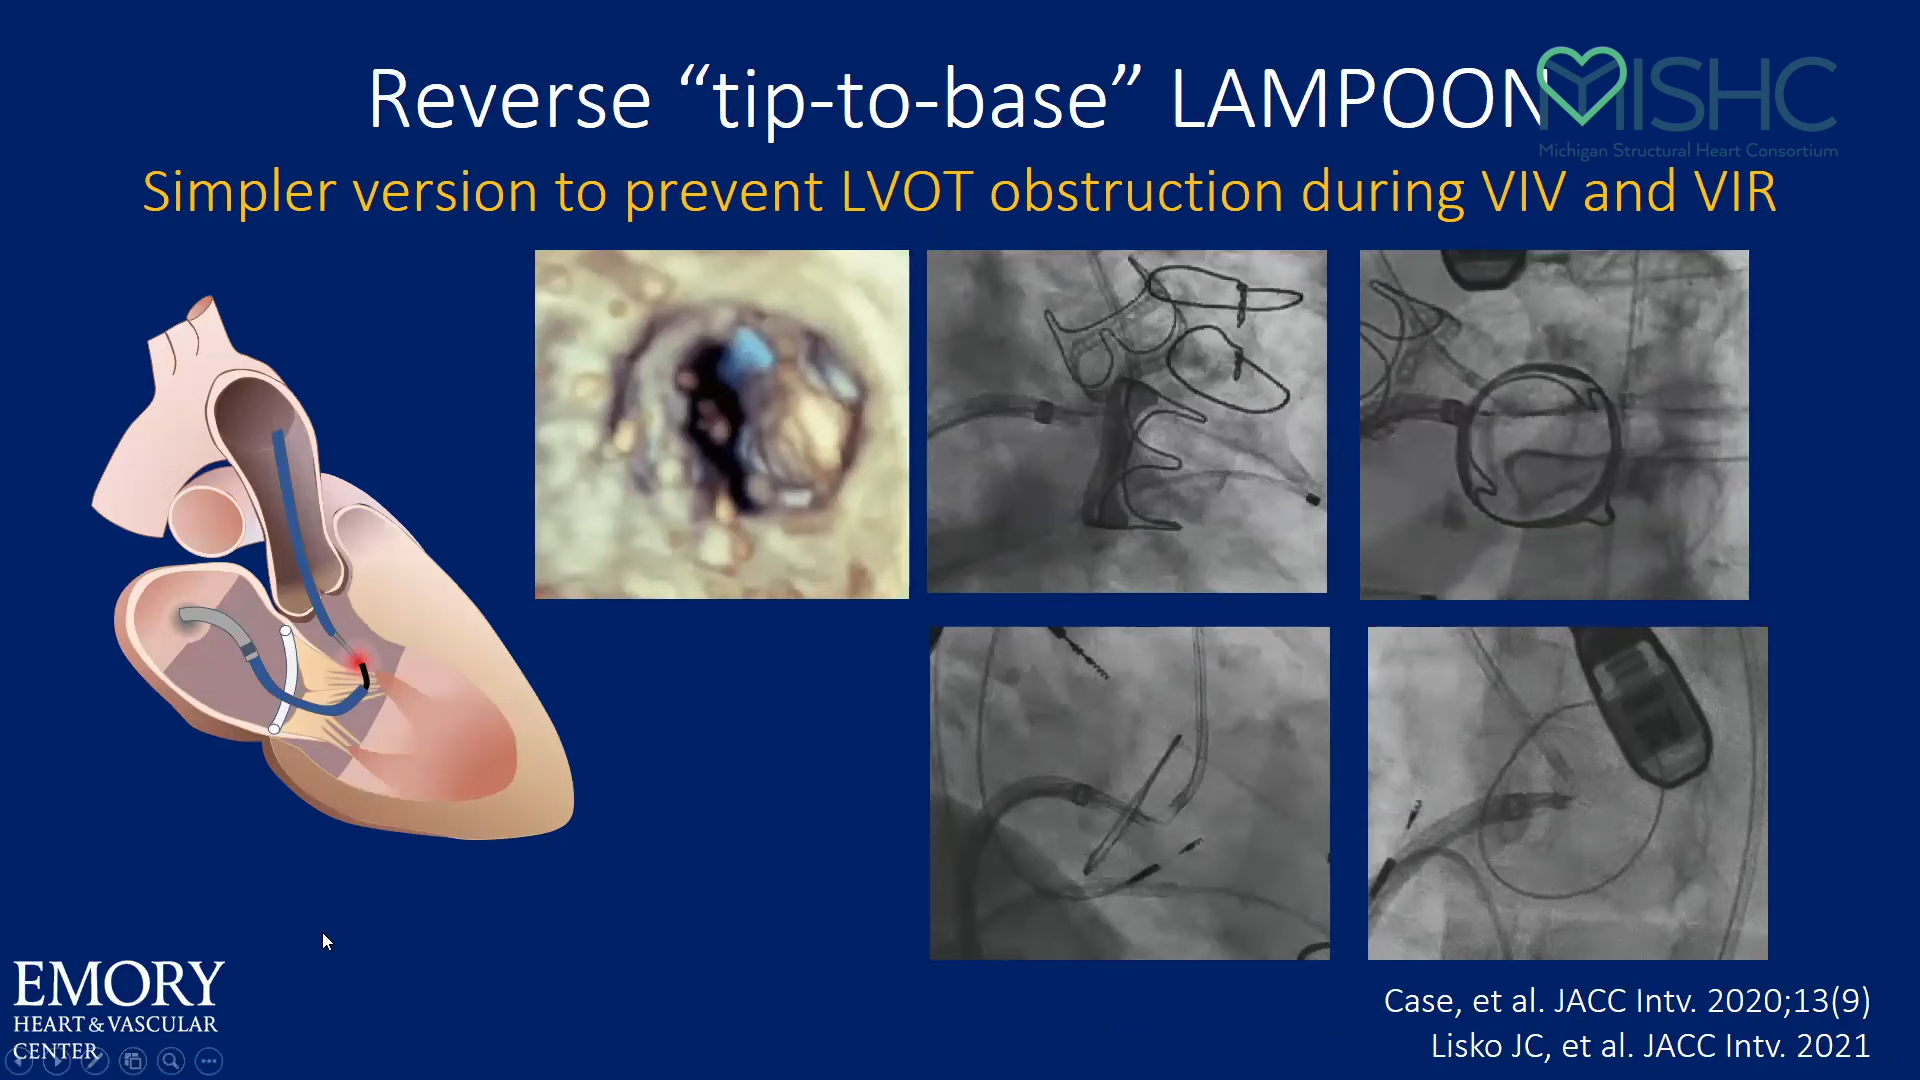 Reverse “tip-to-base” LAMPOON
MISHC
Michigan Structural Heart Consortium
Simpler version to prevent LVOT obstruction during VIV and VIR
EMORY
HEART & VASCULAR
CENTER
Case, et al. JACC Intv. 2020;13(9)
Lisko JC, et al. JACC Intv. 2021